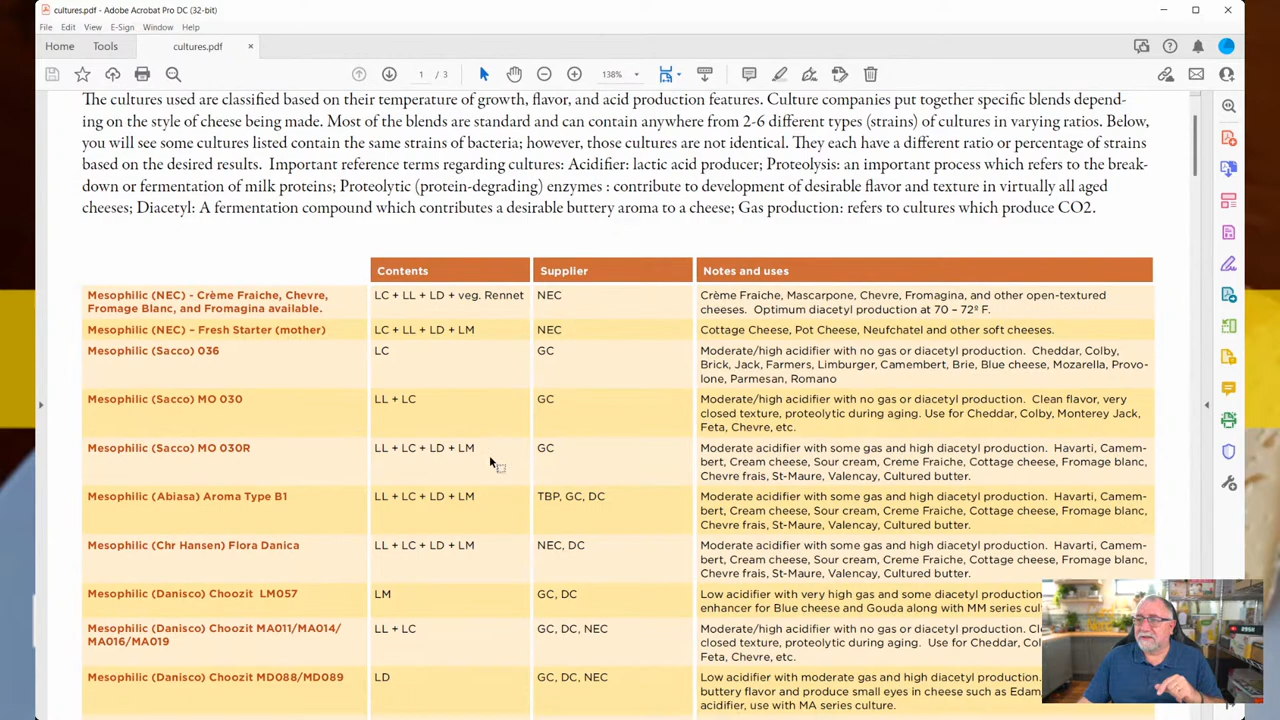 cultures.pdf - Adobe Acrobat Pro DC (32-bit)
File Edit View E-Sign Window Help
Home Tools cultures.pdf
1 / 3 138%
The cultures used are classified based on their temperature of growth, flavor, and acid production features. Culture companies put together specific blends depend-
ing on the style of cheese being made. Most of the blends are standard and can contain anywhere from 2-6 different types (strains) of cultures in varying ratios. Below,
you will see some cultures listed contain the same strains of bacteria; however, those cultures are not identical. They each have a different ratio or percentage of strains
based on the desired results. Important reference terms regarding cultures: Acidifier: lactic acid producer; Proteolysis: an important process which refers to the break-
down or fermentation of milk proteins; Proteolytic (protein-degrading) enzymes : contribute to development of desirable flavor and texture in virtually all aged
cheeses; Diacetyl: A fermentation compound which contributes a desirable buttery aroma to a cheese; Gas production: refers to cultures which produce CO2.
Contents Supplier Notes and uses
Mesophilic (NEC) - Crème Fraiche, Chevre, LC + LL + LD + veg. Rennet NEC Crème Fraiche, Mascarpone, Chevre, Fromagina, and other open-textured
Fromage Blanc, and Fromagina available. cheeses. Optimum diacetyl production at 70 – 72º F.
Mesophilic (NEC) – Fresh Starter (mother) LC + LL + LD + LM NEC Cottage Cheese, Pot Cheese, Neufchatel and other soft cheeses.
Mesophilic (Sacco) 036 LC GC Moderate/high acidifier with no gas or diacetyl production. Cheddar, Colby,
Brick, Jack, Farmers, Limburger, Camembert, Brie, Blue cheese, Mozarella, Provo-
lone, Parmesan, Romano
Mesophilic (Sacco) MO 030 LL + LC GC Moderate/high acidifier with no gas or diacetyl production. Clean flavor, very
closed texture, proteolytic during aging. Use for Cheddar, Colby, Monterey Jack,
Feta, Chevre, etc.
Mesophilic (Sacco) MO 030R LL + LC + LD + LM GC Moderate acidifier with some gas and high diacetyl production. Havarti, Camem-
bert, Cream cheese, Sour cream, Creme Fraiche, Cottage cheese, Fromage blanc,
Chevre frais, St-Maure, Valencay, Cultured butter.
Mesophilic (Abiasa) Aroma Type B1 LL + LC + LD + LM TBP, GC, DC Moderate acidifier with some gas and high diacetyl production. Havarti, Camem-
bert, Cream cheese, Sour cream, Creme Fraiche, Cottage cheese, Fromage blanc,
Chevre frais, St-Maure, Valencay, Cultured butter.
Mesophilic (Chr Hansen) Flora Danica LL + LC + LD + LM NEC, DC Moderate acidifier with some gas and high diacetyl production. Havarti, Camem-
bert, Cream cheese, Sour cream, Creme Fraiche, Cottage cheese, Fromage blanc,
Chevre frais, St-Maure, Valencay, Cultured butter.
Mesophilic (Danisco) Choozit LM057 LM GC, DC Low acidifier with very high gas and some diacetyl production.
enhancer for Blue cheese and Gouda along with MM series cul
Mesophilic (Danisco) Choozit MA011/MA014/ LL + LC GC, DC, NEC Moderate/high acidifier with no gas or diacetyl production. Cl
MA016/MA019 closed texture, proteolytic during aging. Use for Cheddar, Col
Feta, Chevre, etc.
Mesophilic (Danisco) Choozit MD088/MD089 LD GC, DC, NEC Low acidifier with moderate gas and high diacetyl production.
buttery flavor and produce small eyes in cheese such as Edam
acidifier, use with MA series culture.